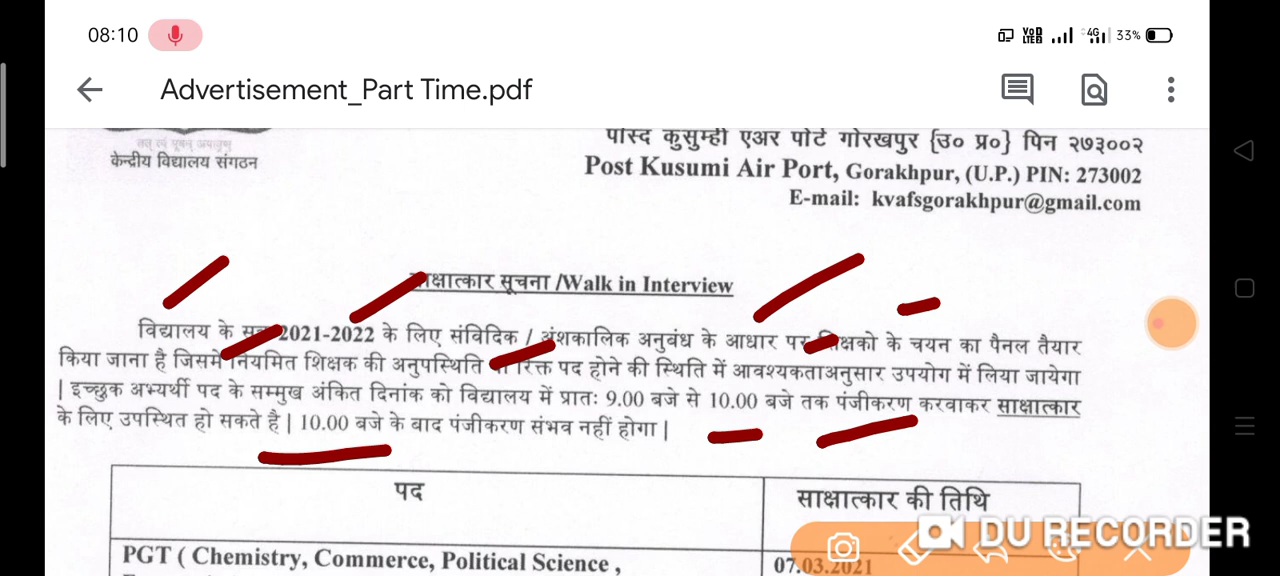 08:10
VoD LTEB 4G 33%
Advertisement_Part Time.pdf
पोस्ट कुसुम्ही एअर पोर्ट गोरखपुर {उ० प्र०} पिन २७३००२
केन्द्रीय विद्यालय संगठन
Post Kusumi Air Port, Gorakhpur, (U.P.) PIN: 273002
E-mail: kvafsgorakhpur@gmail.com
सूचना /Walk in Interview
विद्यालय के 2021-2022 के लिए संविदिक / अंशकालिक अनुबंध के आधार पर के चयन का पैनल तैयार
किया जाना है जिसमें नियमित शिक्षक की अनुपस्थिति रिक्त पद होने की स्थिति में आवश्यकताअनुसार उपयोग में लिया जायेगा
| इच्छुक अभ्यर्थी पद के सम्मुख अंकित दिनांक को विद्यालय में प्रातः 9.00 बजे से 10.00 बजे तक पंजीकरण करवाकर साक्षात्कार
के लिए उपस्थित हो सकते है | 10.00 बजे के बाद पंजीकरण संभव नहीं होगा |
पद
साक्षात्कार की तिथि
DU RECORDER
PGT ( Chemistry, Commerce, Political Science ,
07.03.2021